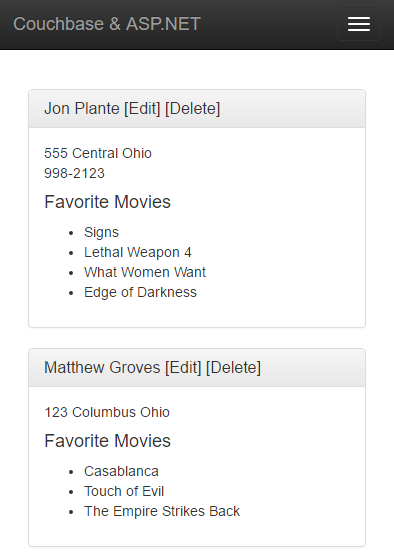 Couchbase & ASP.NET
Jon Plante [Edit] [Delete]
555 Central Ohio
998-2123
Favorite Movies
Signs
Lethal Weapon 4
What Women Want
Edge of Darkness
Matthew Groves [Edit] [Delete]
123 Columbus Ohio
Favorite Movies
Casablanca
Touch of Evil
The Empire Strikes Back